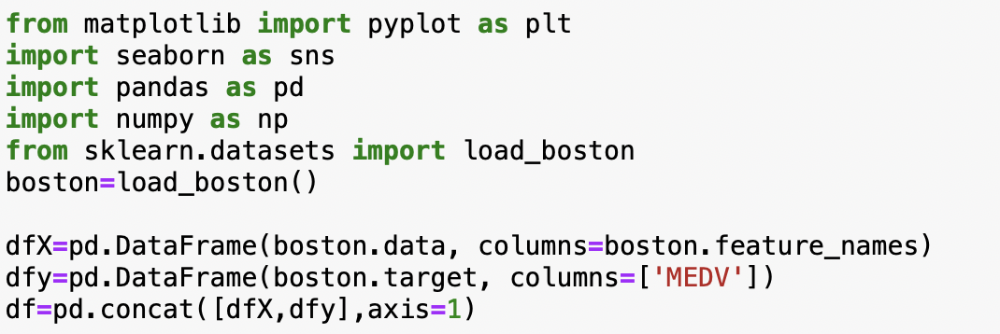 from matplotlib import pyplot as plt
import seaborn as sns
import pandas as pd
import numpy as np
from sklearn.datasets import load_boston
boston=load_boston()
dfX=pd.DataFrame(boston.data, columns=boston.feature_names)
dfy=pd.DataFrame(boston.target, columns=['MEDV'])
df=pd.concat([dfX,dfy],axis=1)